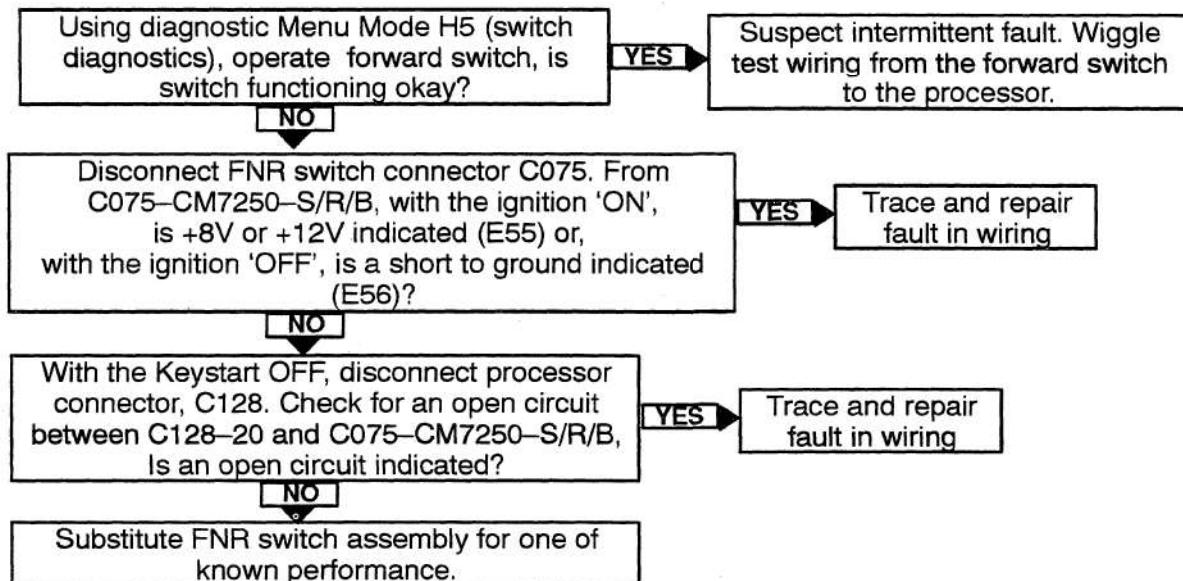 Using diagnostic Menu Mode H5 (switch
diagnostics), operate forward switch, is
switch functioning okay?
YES
Suspect intermittent fault. Wiggle
test wiring from the forward switch
to the processor.
NO
Disconnect FNR switch connector C075. From
C075–CM7250–S/R/B, with the ignition ‘ON’,
is +8V or +12V indicated (E55) or,
with the ignition ‘OFF’, is a short to ground indicated
(E56)?
YES
Trace and repair
fault in wiring
NO
With the Keystart OFF, disconnect processor
connector, C128. Check for an open circuit
between C128–20 and C075–CM7250–S/R/B,
Is an open circuit indicated?
YES
Trace and repair
fault in wiring
NO
Substitute FNR switch assembly for one of
known performance.